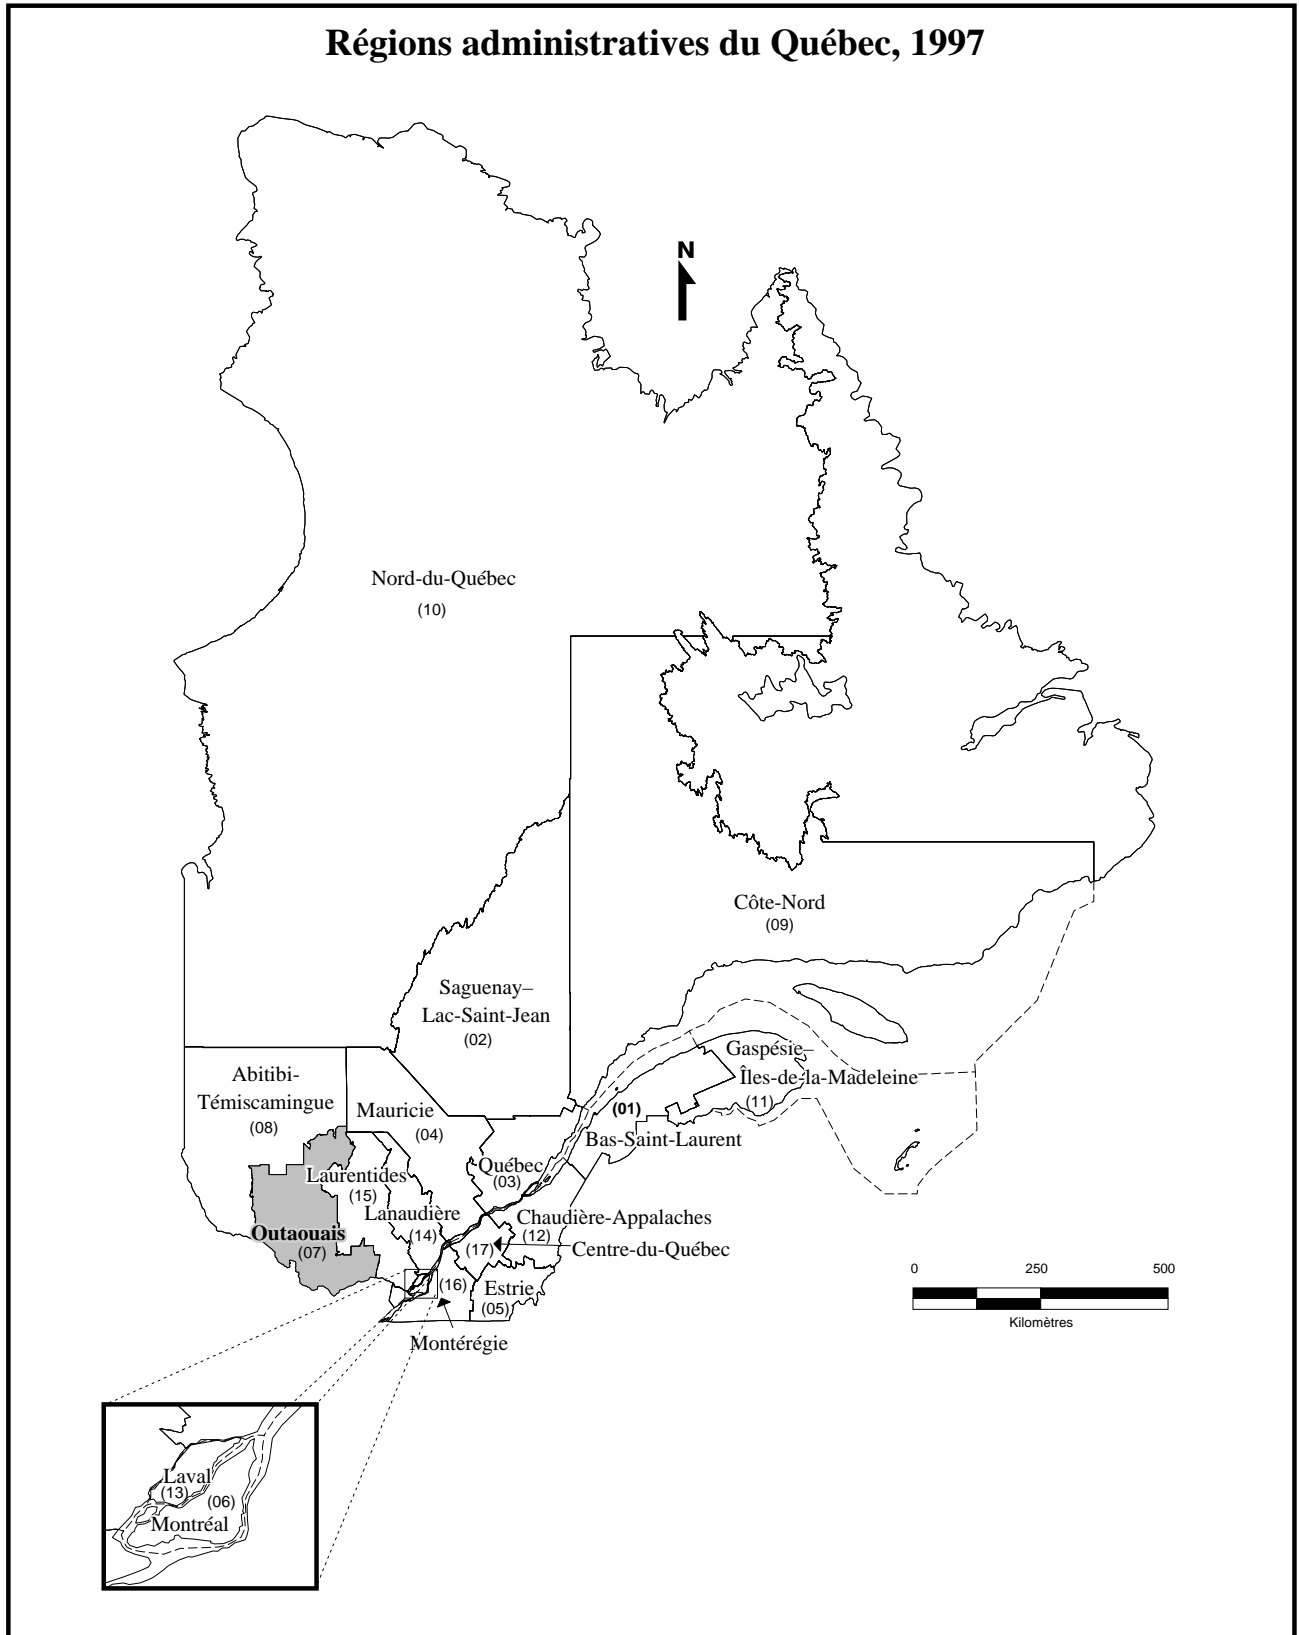 Régions administratives du Québec, 1997
N
Nord-du-Québec
(10)
Côte-Nord
(09)
Saguenay–
Lac-Saint-Jean
(02)
Gaspésie–
Îles-de-la-Madeleine
(11)
Abitibi-
Témiscamingue
(08)
Mauricie
(04)
(01)
Bas-Saint-Laurent
Québec
(03)
Laurentides
(15)
Lanaudière
(14)
Chaudière-Appalaches
(12)
Outaouais
(07)
(17)
Centre-du-Québec
(16)
Estrie
(05)
Montérégie
0 250 500
Kilomètres
Laval
(13)
(06)
Montréal